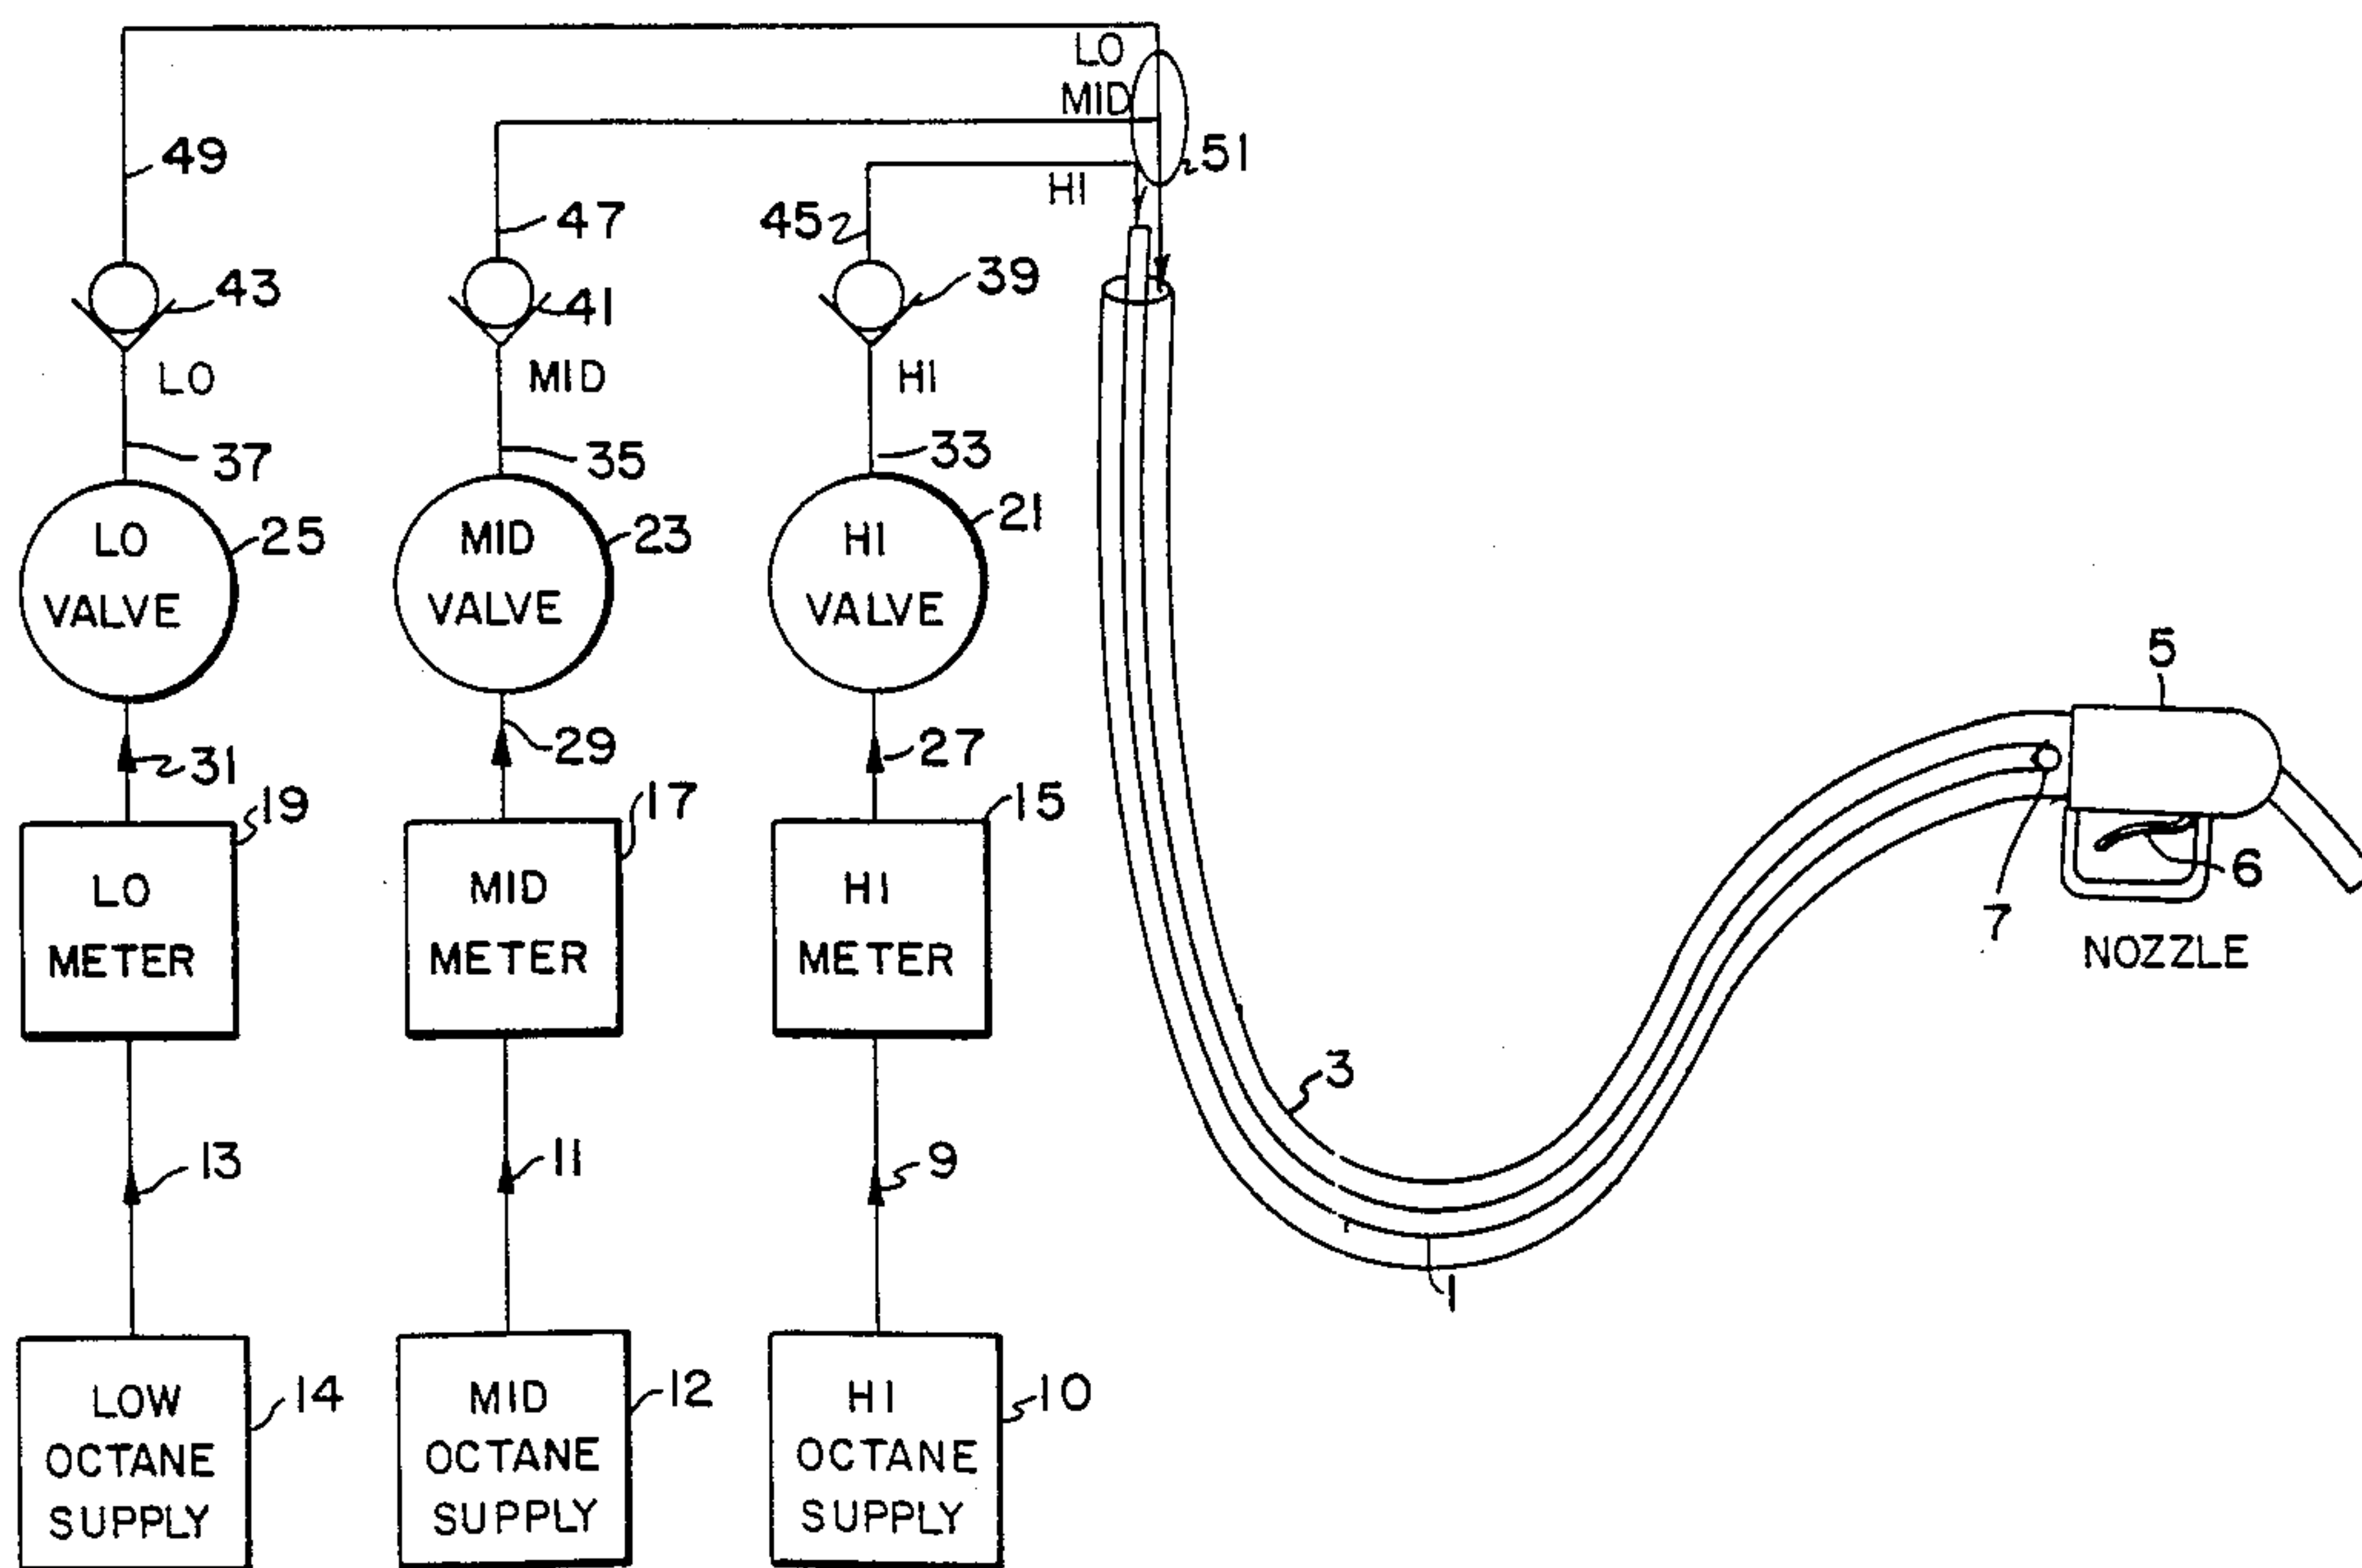 LO
MID
51
HI
49
47
45
43
41
39
LO
MID
HI
37
35
33
LO
VALVE
25
MID
VALVE
23
HI
VALVE
21
31
29
27
5
19
17
15
LO
METER
MID
METER
HI
METER
6
7
NOZZLE
3
13
11
9
1
LOW
OCTANE
SUPPLY
14
MID
OCTANE
SUPPLY
12
HI
OCTANE
SUPPLY
10